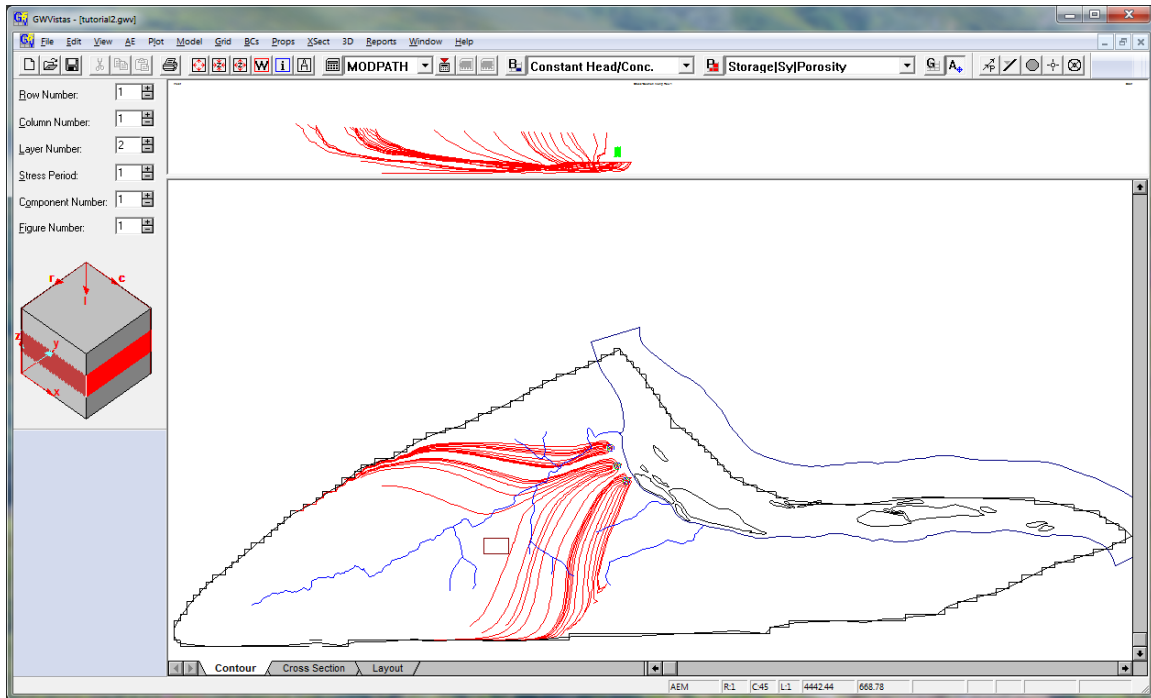 GWVistas - [tutorial2.gwv]
File Edit View AE Plot Model Grid BCs Props XSect 3D Reports Window Help
MODPATH Constant Head/Conc. Storage|Sy|Porosity
Row Number: 1
Column Number: 1
Layer Number: 2
Stress Period: 1
Component Number: 1
Figure Number: 1
r c
l
z y
x
Contour Cross Section Layout
AEM R:1 C:45 L:1 4442.44 668.78